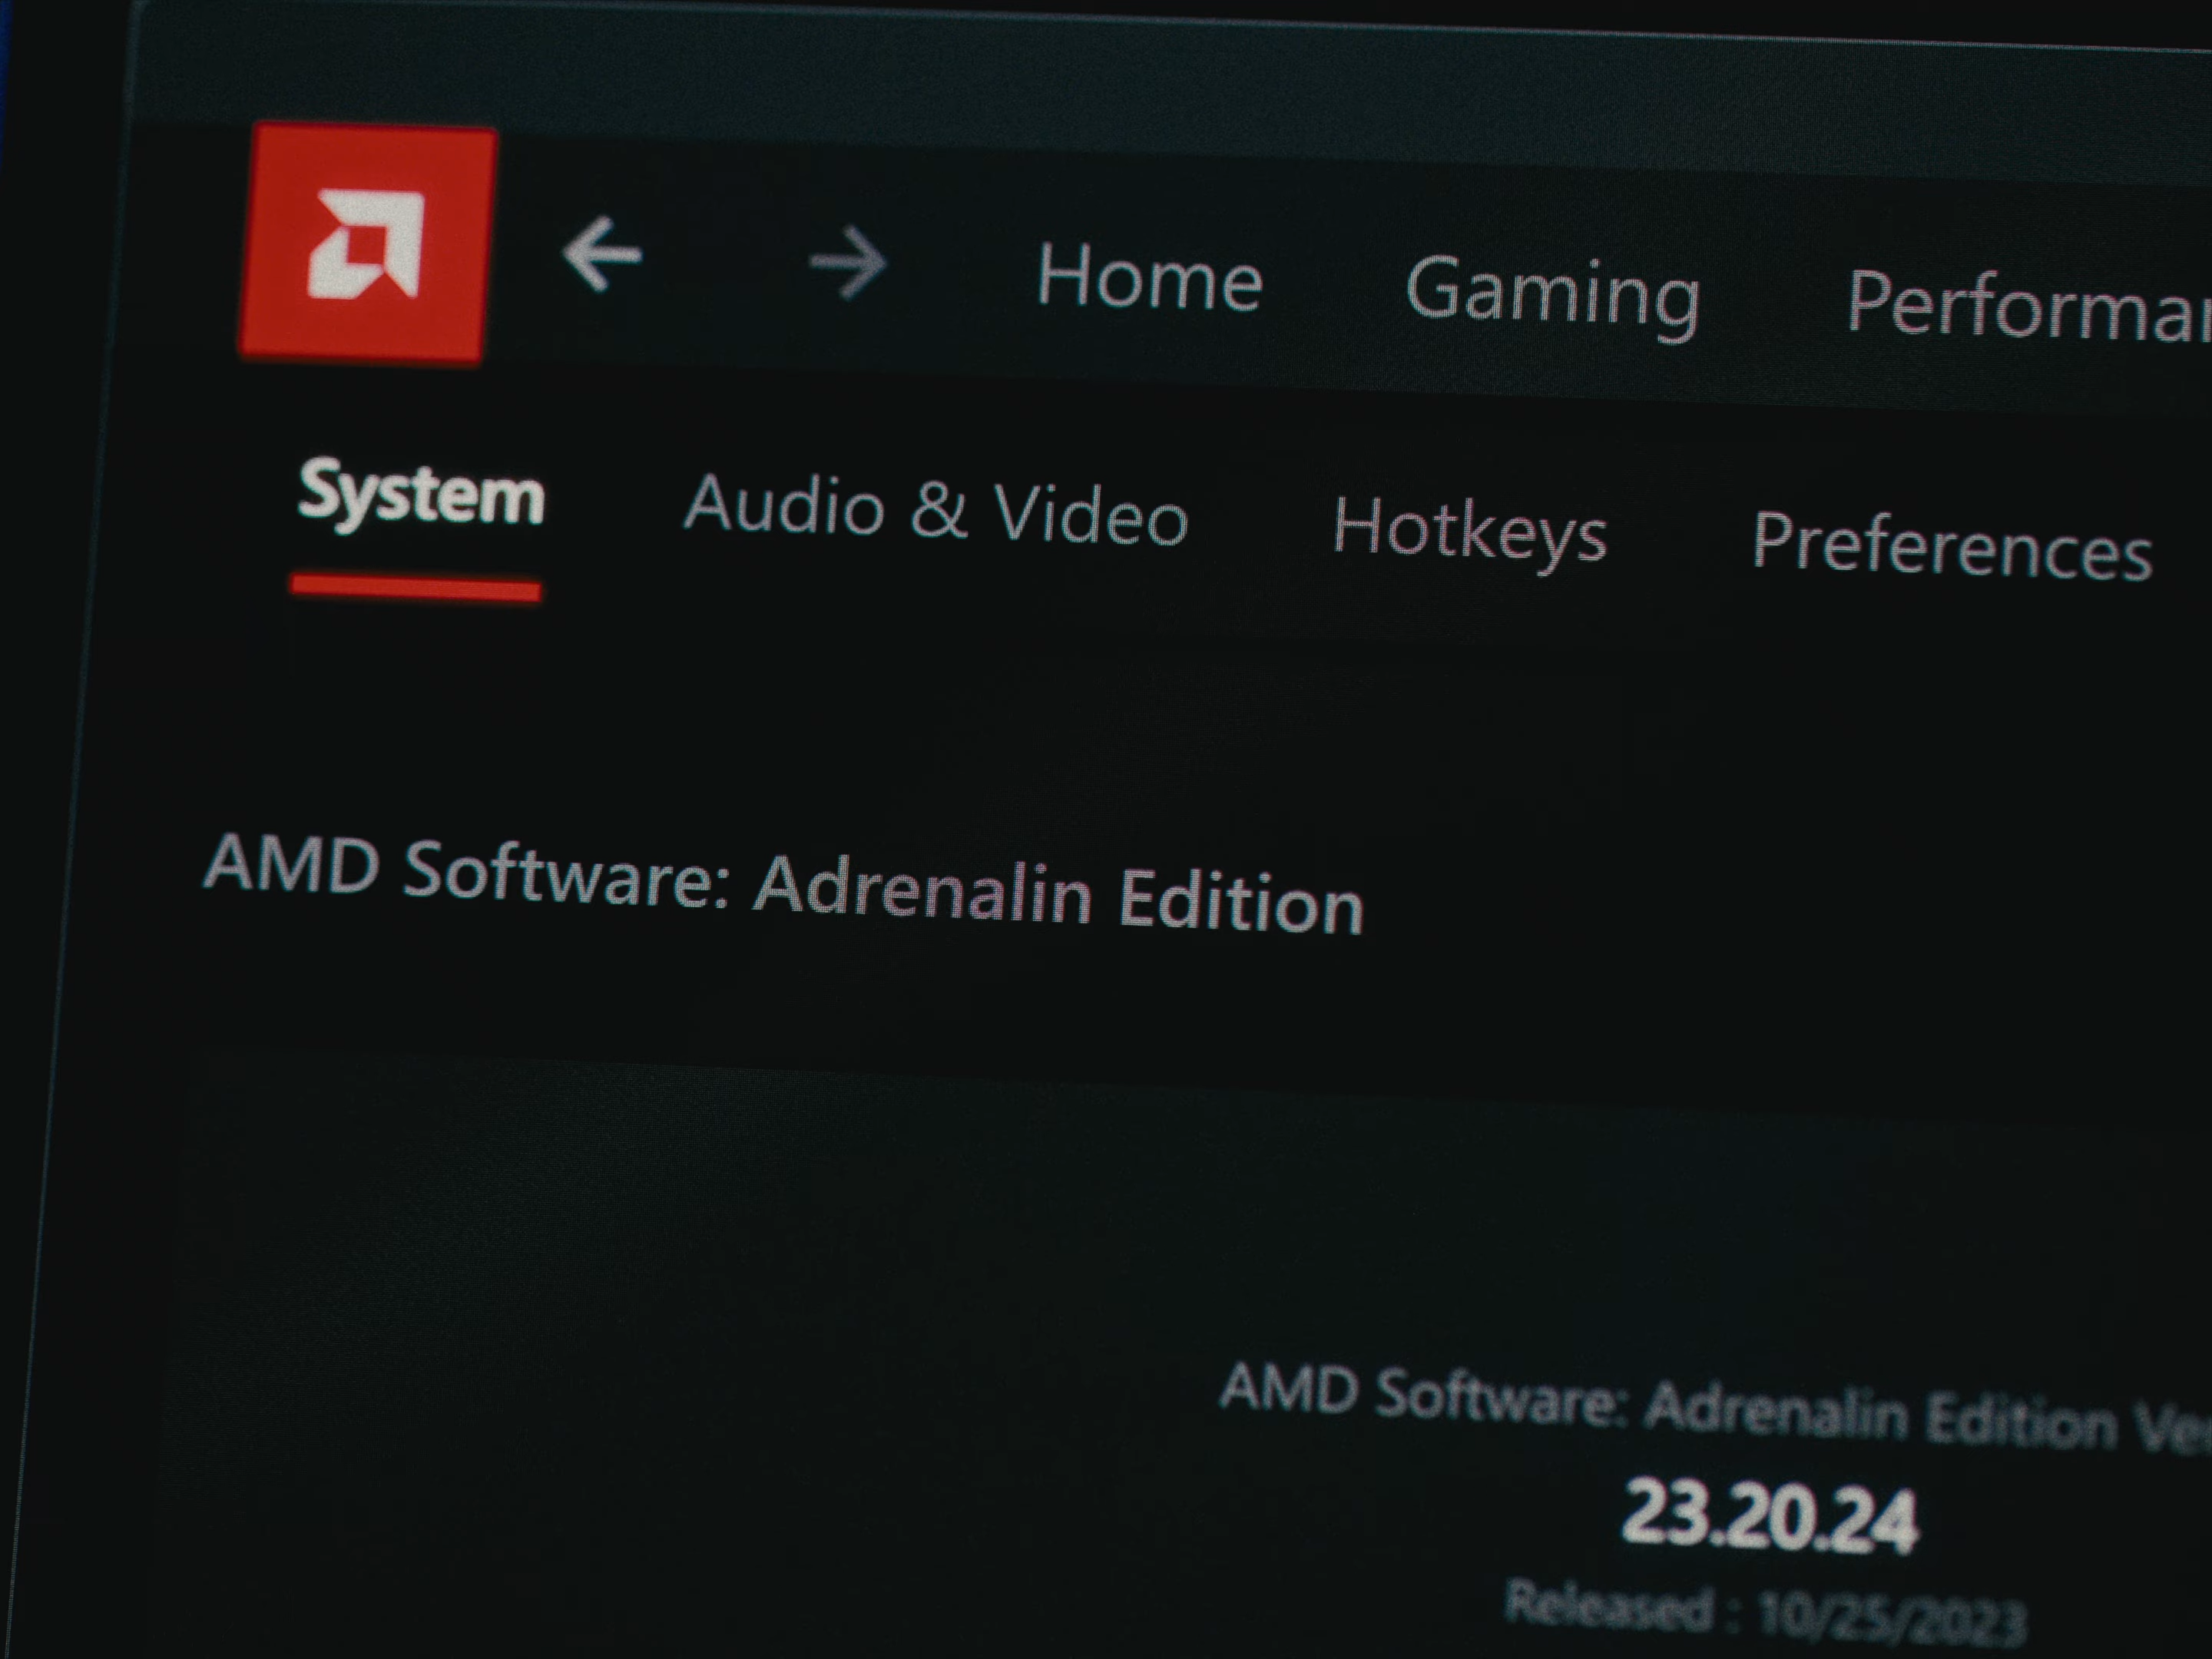 Home Gaming
System Audio & Video Hotkeys Preferences
AMD Software: Adrenalin Edition
AMD Software: Adrenalin Edition
23.20.24
Released : 10/25/2023